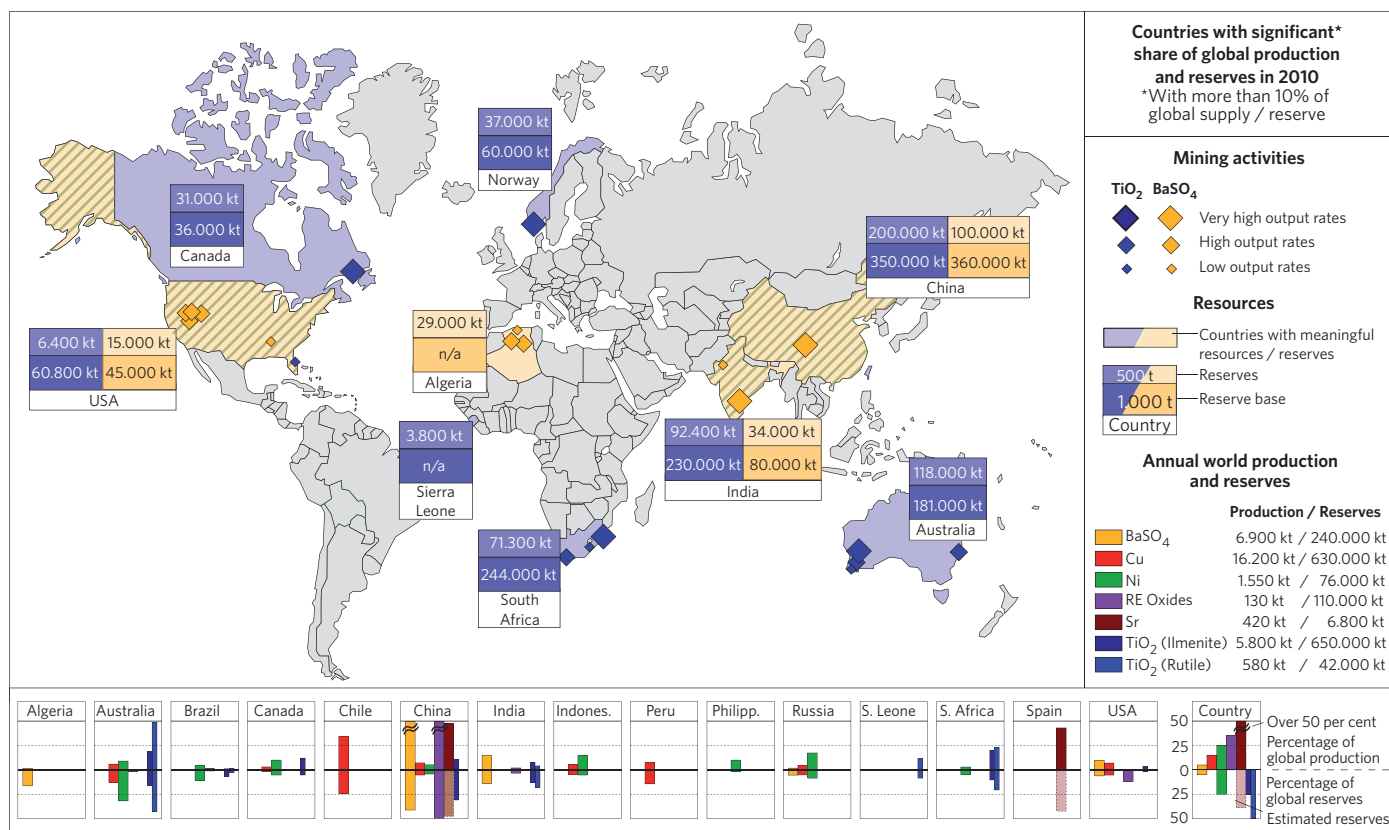 Countries with significant*
share of global production
and reserves in 2010
*With more than 10% of
global supply / reserve
Mining activities
TiO2 BaSO4
Very high output rates
High output rates
Low output rates
Resources
Countries with meaningful
resources / reserves
500 t
Reserves
1.000 t
Reserve base
Country
Annual world production
and reserves
Production / Reserves
BaSO4 6.900 kt / 240.000 kt
Cu 16.200 kt / 630.000 kt
Ni 1.550 kt / 76.000 kt
RE Oxides 130 kt / 110.000 kt
Sr 420 kt / 6.800 kt
TiO2 (Ilmenite) 5.800 kt / 650.000 kt
TiO2 (Rutile) 580 kt / 42.000 kt
37.000 kt
60.000 kt
Norway
31.000 kt
36.000 kt
Canada
200.000 kt 100.000 kt
350.000 kt 360.000 kt
China
6.400 kt 15.000 kt
60.800 kt 45.000 kt
USA
29.000 kt
n/a
Algeria
3.800 kt
n/a
Sierra
Leone
92.400 kt 34.000 kt
230.000 kt 80.000 kt
India
118.000 kt
181.000 kt
Australia
71.300 kt
244.000 kt
South
Africa
Algeria Australia Brazil Canada Chile China India Indones. Peru Philipp. Russia S. Leone S. Africa Spain USA Country
50
25
0
25
50
Over 50 per cent
Percentage of
global production
Percentage of
global reserves
Estimated reserves